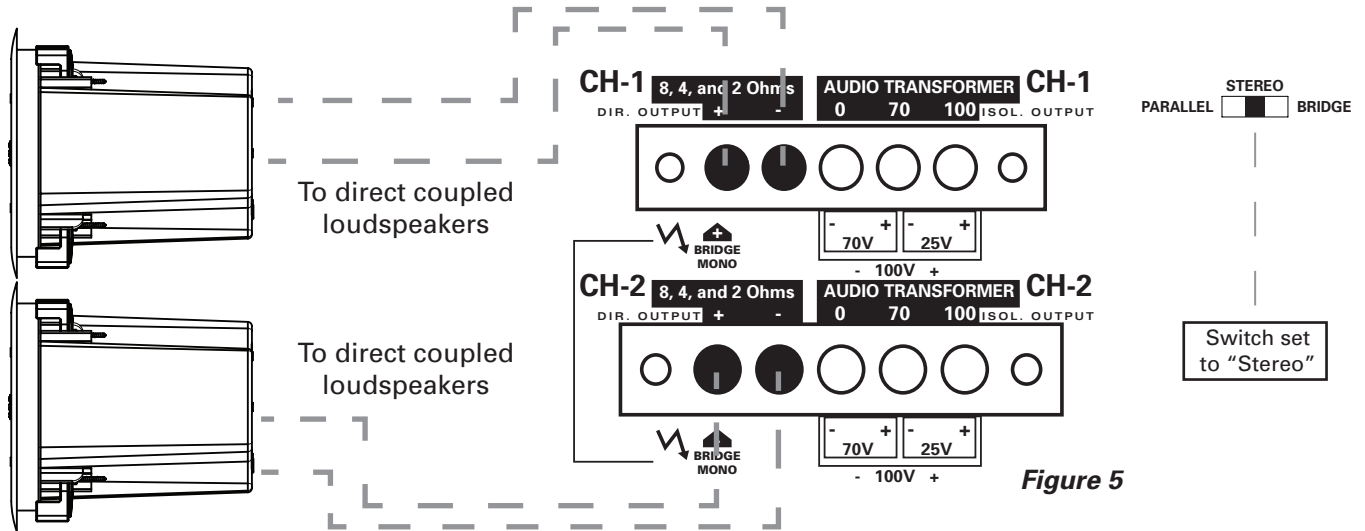 CH-1 8, 4, and 2 Ohms AUDIO TRANSFORMER CH-1
DIR. OUTPUT + - 0 70 100 ISOL. OUTPUT
STEREO
PARALLEL BRIDGE
To direct coupled
loudspeakers
+
BRIDGE
MONO
- + - +
70V 25V
- 100V +
CH-2 8, 4, and 2 Ohms AUDIO TRANSFORMER CH-2
DIR. OUTPUT + - 0 70 100 ISOL. OUTPUT
To direct coupled
loudspeakers
Switch set
to “Stereo”
BRIDGE
MONO
- + - +
70V 25V
- 100V +
Figure 5